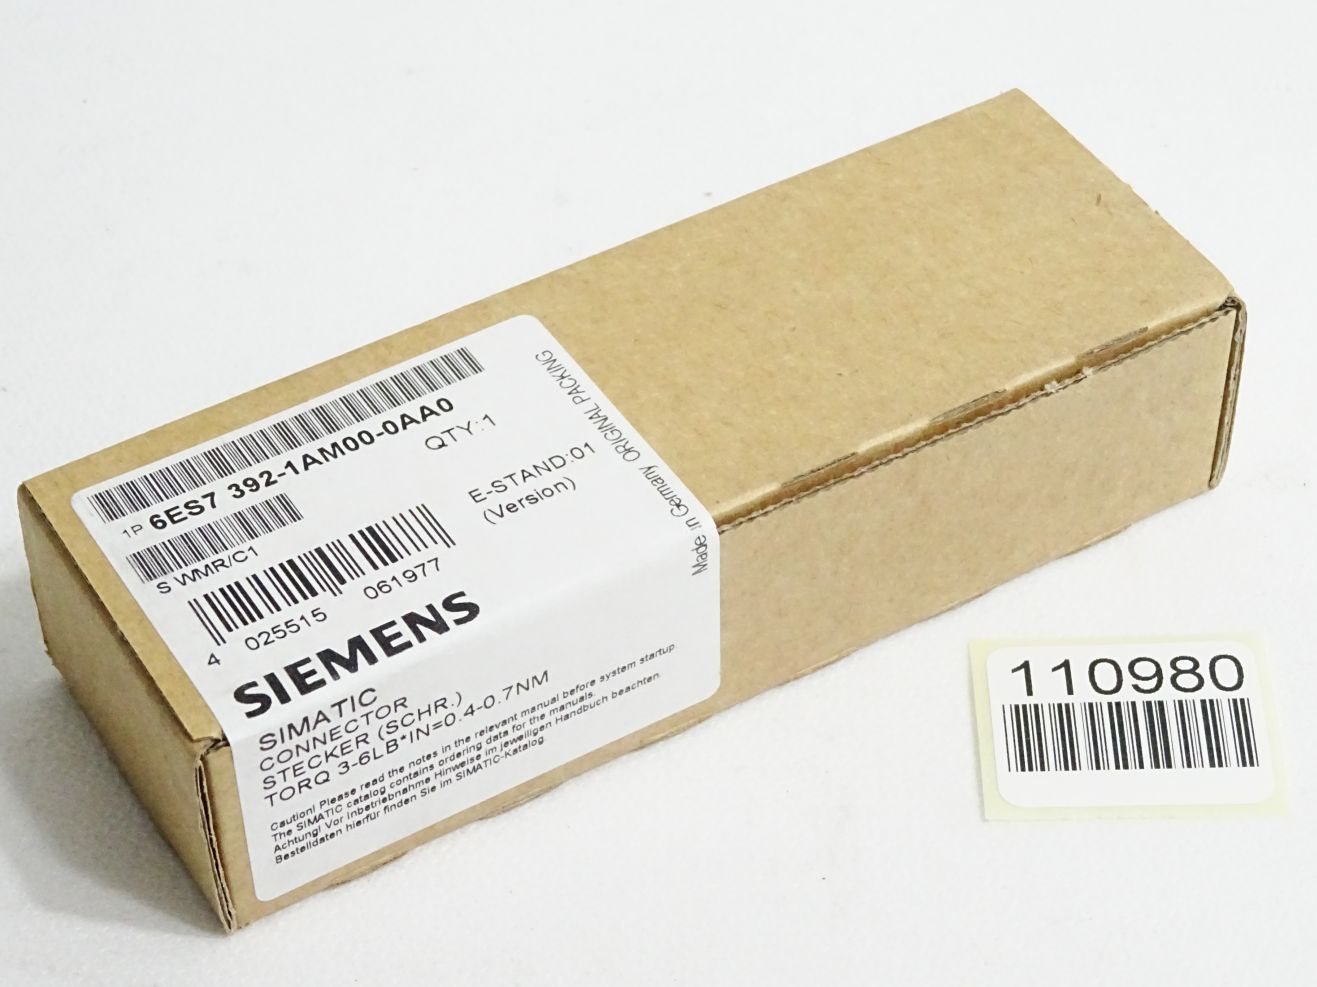 1P 6ES7 392-1AM00-0AA0
QTY:1
S WMR/C1
E-STAND:01
(Version)
4 025515 061977
Made in Germany ORIGINAL PACKING
SIEMENS
SIMATIC
CONNECTOR
STECKER (SCHR.)
TORQ 3-6LB*IN=0.4-0.7NM
Caution! Please read the notes in the relevant manual before system startup.
The SIMATIC catalog contains ordering data for the manuals.
Achtung! Vor Inbetriebnahme Hinweise im jeweiligen Handbuch beachten.
Bestelldaten hierfür finden Sie im SIMATIC-Katalog.
110980